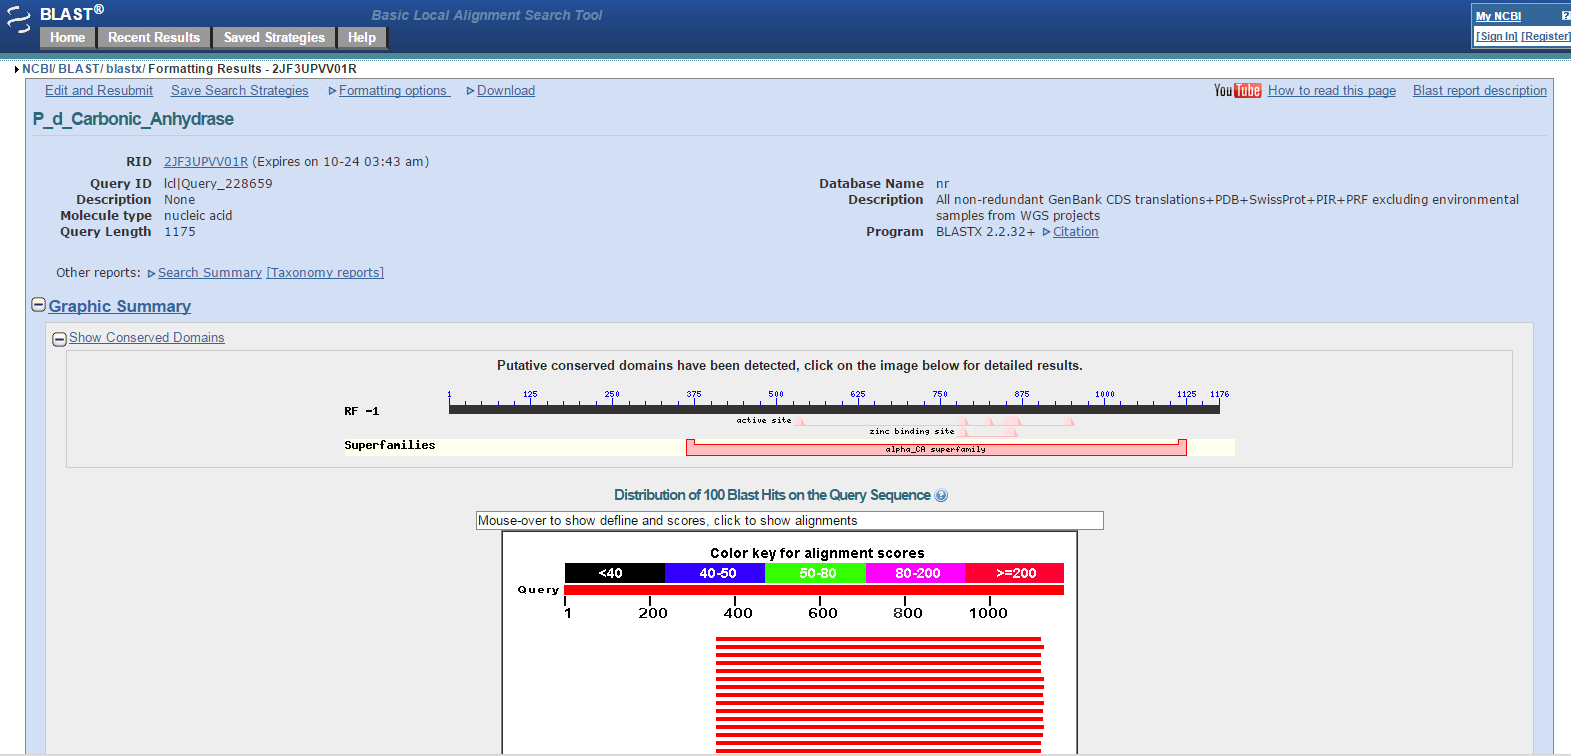 BLAST®
Basic Local Alignment Search Tool
My NCBI ?
[Sign In] [Register]
Home Recent Results Saved Strategies Help
NCBI/ BLAST/ blastx/ Formatting Results - 2JF3UPVV01R
Edit and Resubmit Save Search Strategies Formatting options Download YouTube How to read this page Blast report description
P_d_Carbonic_Anhydrase
RID 2JF3UPVV01R (Expires on 10-24 03:43 am)
Query ID lcl|Query_228659
Description None
Molecule type nucleic acid
Query Length 1175
Database Name nr
Description All non-redundant GenBank CDS translations+PDB+SwissProt+PIR+PRF excluding environmental
samples from WGS projects
Program BLASTX 2.2.32+ Citation
Other reports: Search Summary [Taxonomy reports]
Graphic Summary
Show Conserved Domains
Putative conserved domains have been detected, click on the image below for detailed results.
1 125 250 375 500 625 750 875 1000 1125 1176
RF -1
active site
zinc binding site
Superfamilies
alpha_CA superfamily
Distribution of 100 Blast Hits on the Query Sequence ?
Mouse-over to show defline and scores, click to show alignments
Color key for alignment scores
<40 40-50 50-80 80-200 >=200
Query
1 200 400 600 800 1000